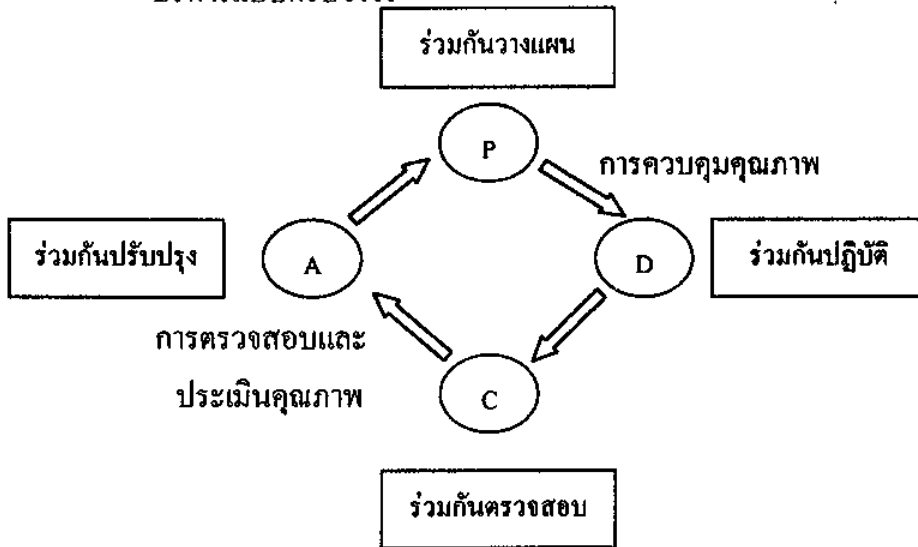 ร่วมกันวางแผน
P
การควบคุมคุณภาพ
ร่วมกันปรับปรุง
A
D
ร่วมกันปฏิบัติ
การตรวจสอบและ
ประเมินคุณภาพ
C
ร่วมกันตรวจสอบ